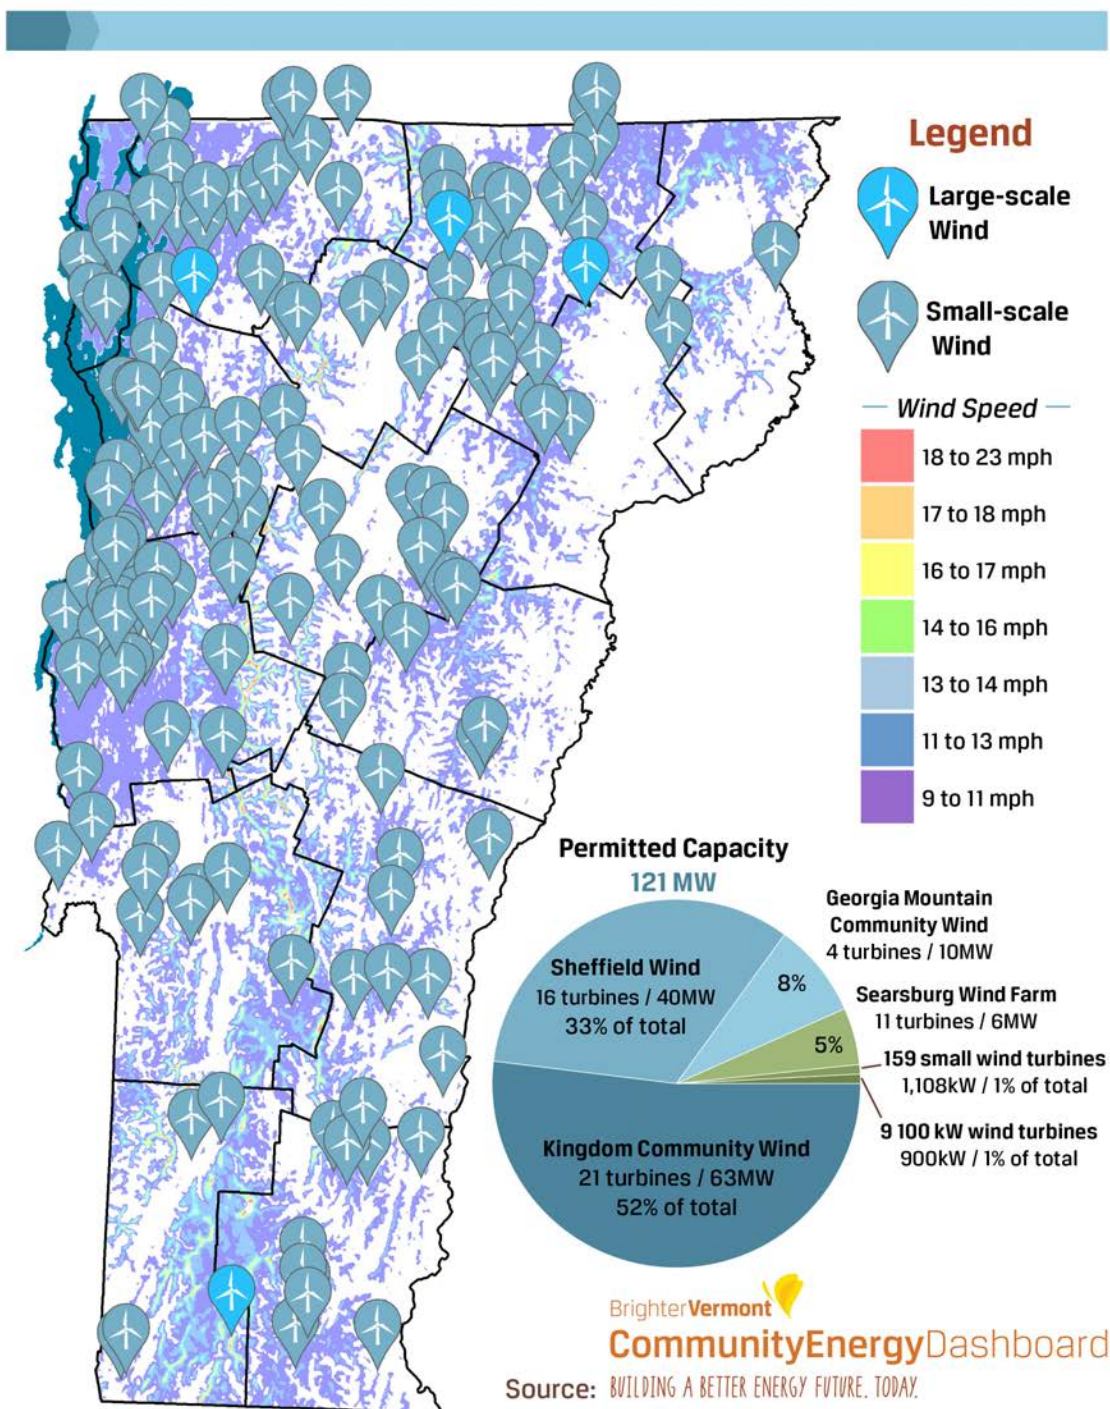 Legend
Large-scale
Wind
Small-scale
Wind
Wind Speed
18 to 23 mph
17 to 18 mph
16 to 17 mph
14 to 16 mph
13 to 14 mph
11 to 13 mph
9 to 11 mph
Permitted Capacity
121 MW
Georgia Mountain
Community Wind
4 turbines / 10MW
8%
Sheffield Wind
16 turbines / 40MW
33% of total
Searsburg Wind Farm
11 turbines / 6MW
5%
159 small wind turbines
1,108kW / 1% of total
9 100 kW wind turbines
900kW / 1% of total
Kingdom Community Wind
21 turbines / 63MW
52% of total
BrighterVermont
CommunityEnergyDashboard
Source: BUILDING A BETTER ENERGY FUTURE. TODAY.